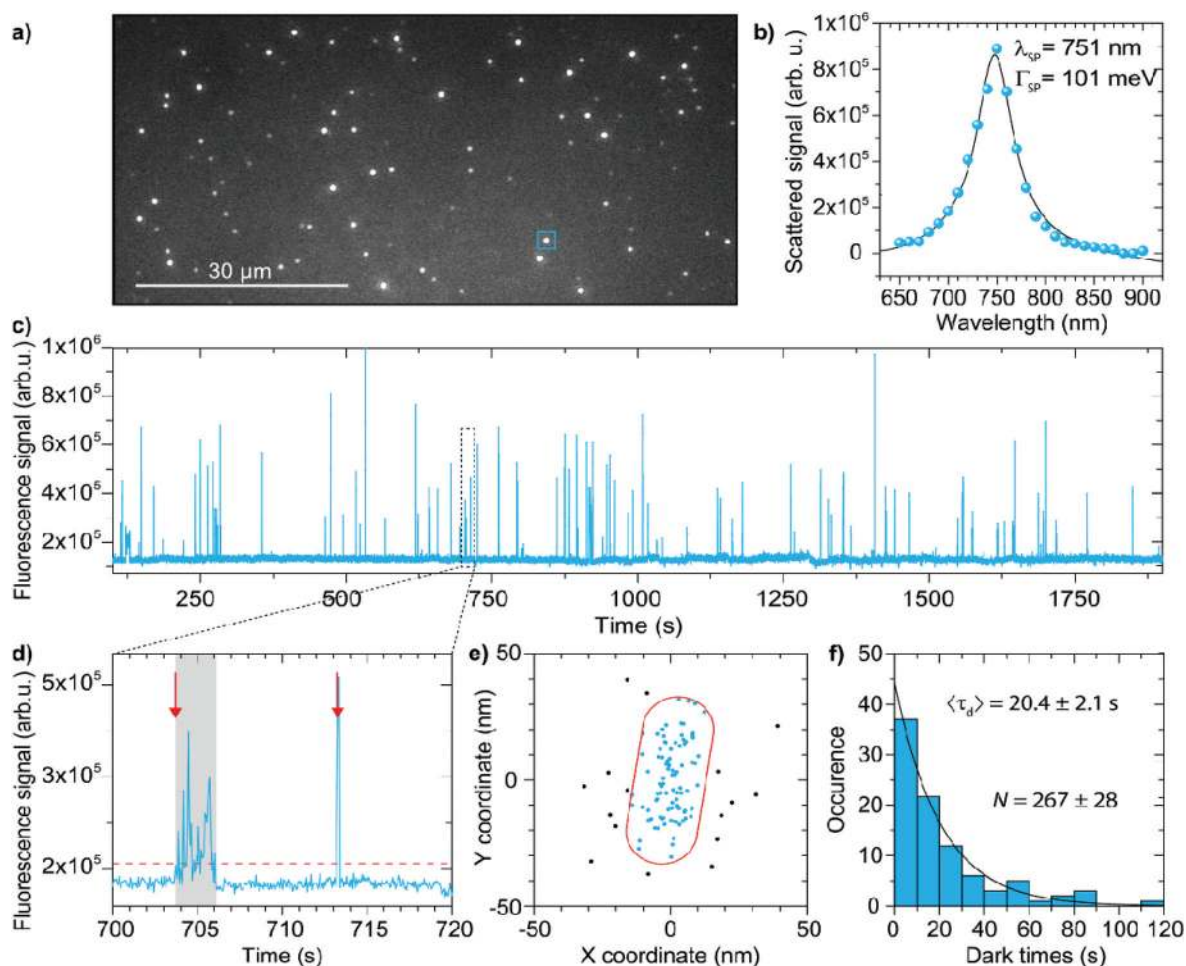 a)
30 μm
b)
Scattered signal (arb. u.)
1x10⁶
8x10⁵
6x10⁵
4x10⁵
2x10⁵
0
λSP = 751 nm
ΓSP = 101 meV
650 700 750 800 850 900
Wavelength (nm)
c)
Fluorescence signal (arb.u.)
1x10⁶
8x10⁵
6x10⁵
4x10⁵
2x10⁵
250 500 750 1000 1250 1500 1750
Time (s)
d)
Fluorescence signal (arb.u.)
5x10⁵
3x10⁵
2x10⁵
700 705 710 715 720
Time (s)
e)
Y coordinate (nm)
50
0
-50
-50 0 50
X coordinate (nm)
f)
Occurence
40
30
20
10
0
⟨τd⟩ = 20.4 ± 2.1 s
N = 267 ± 28
0 20 40 60 80 100 120
Dark times (s)